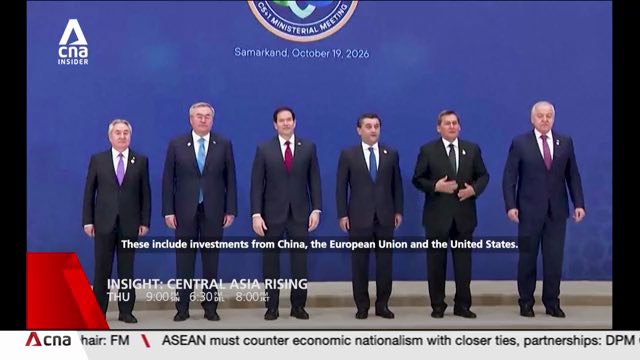 C5+1 MINISTERIAL MEETING
Samarkand, October 19, 2026
cna
INSIDER
These include investments from China, the European Union and the United States.
INSIGHT: CENTRAL ASIA RISING
THU 9:00 6:30 8:00
cna hair: FM \ ASEAN must counter economic nationalism with closer ties, partnerships: DPM